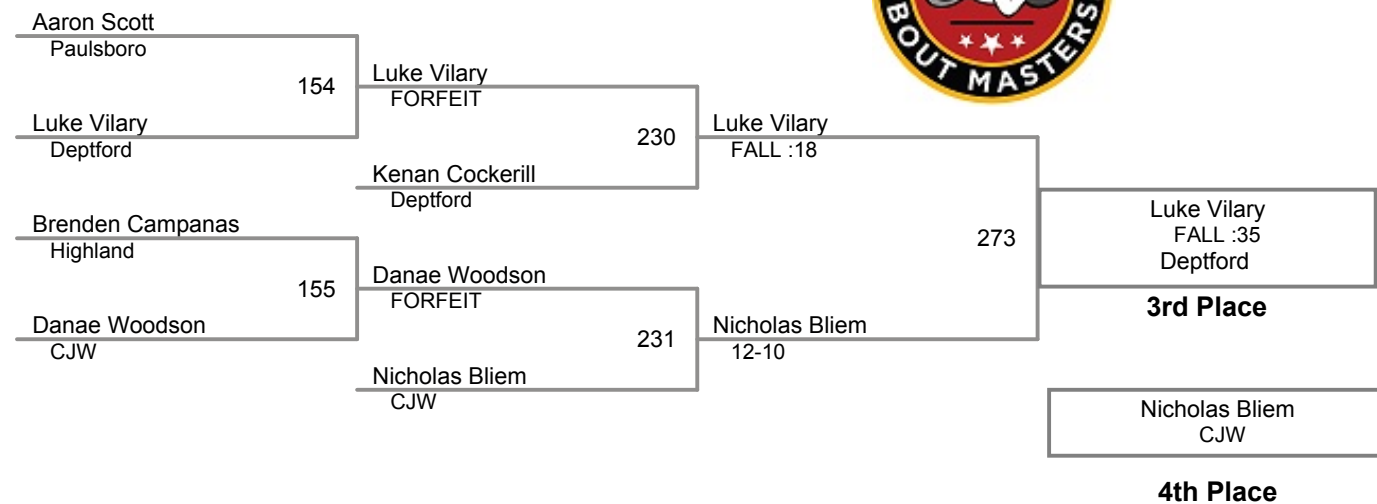 Aaron Scott
Paulsboro
154
Luke Vilary
FORFEIT
Luke Vilary
Deptford
230
Luke Vilary
FALL :18
Kenan Cockerill
Deptford
Brenden Campanas
Highland
155
Danae Woodson
FORFEIT
Danae Woodson
CJW
231
Nicholas Bliem
12-10
Nicholas Bliem
CJW
273
Luke Vilary
FALL :35
Deptford
3rd Place
Nicholas Bliem
CJW
4th Place
BOUT MASTERS